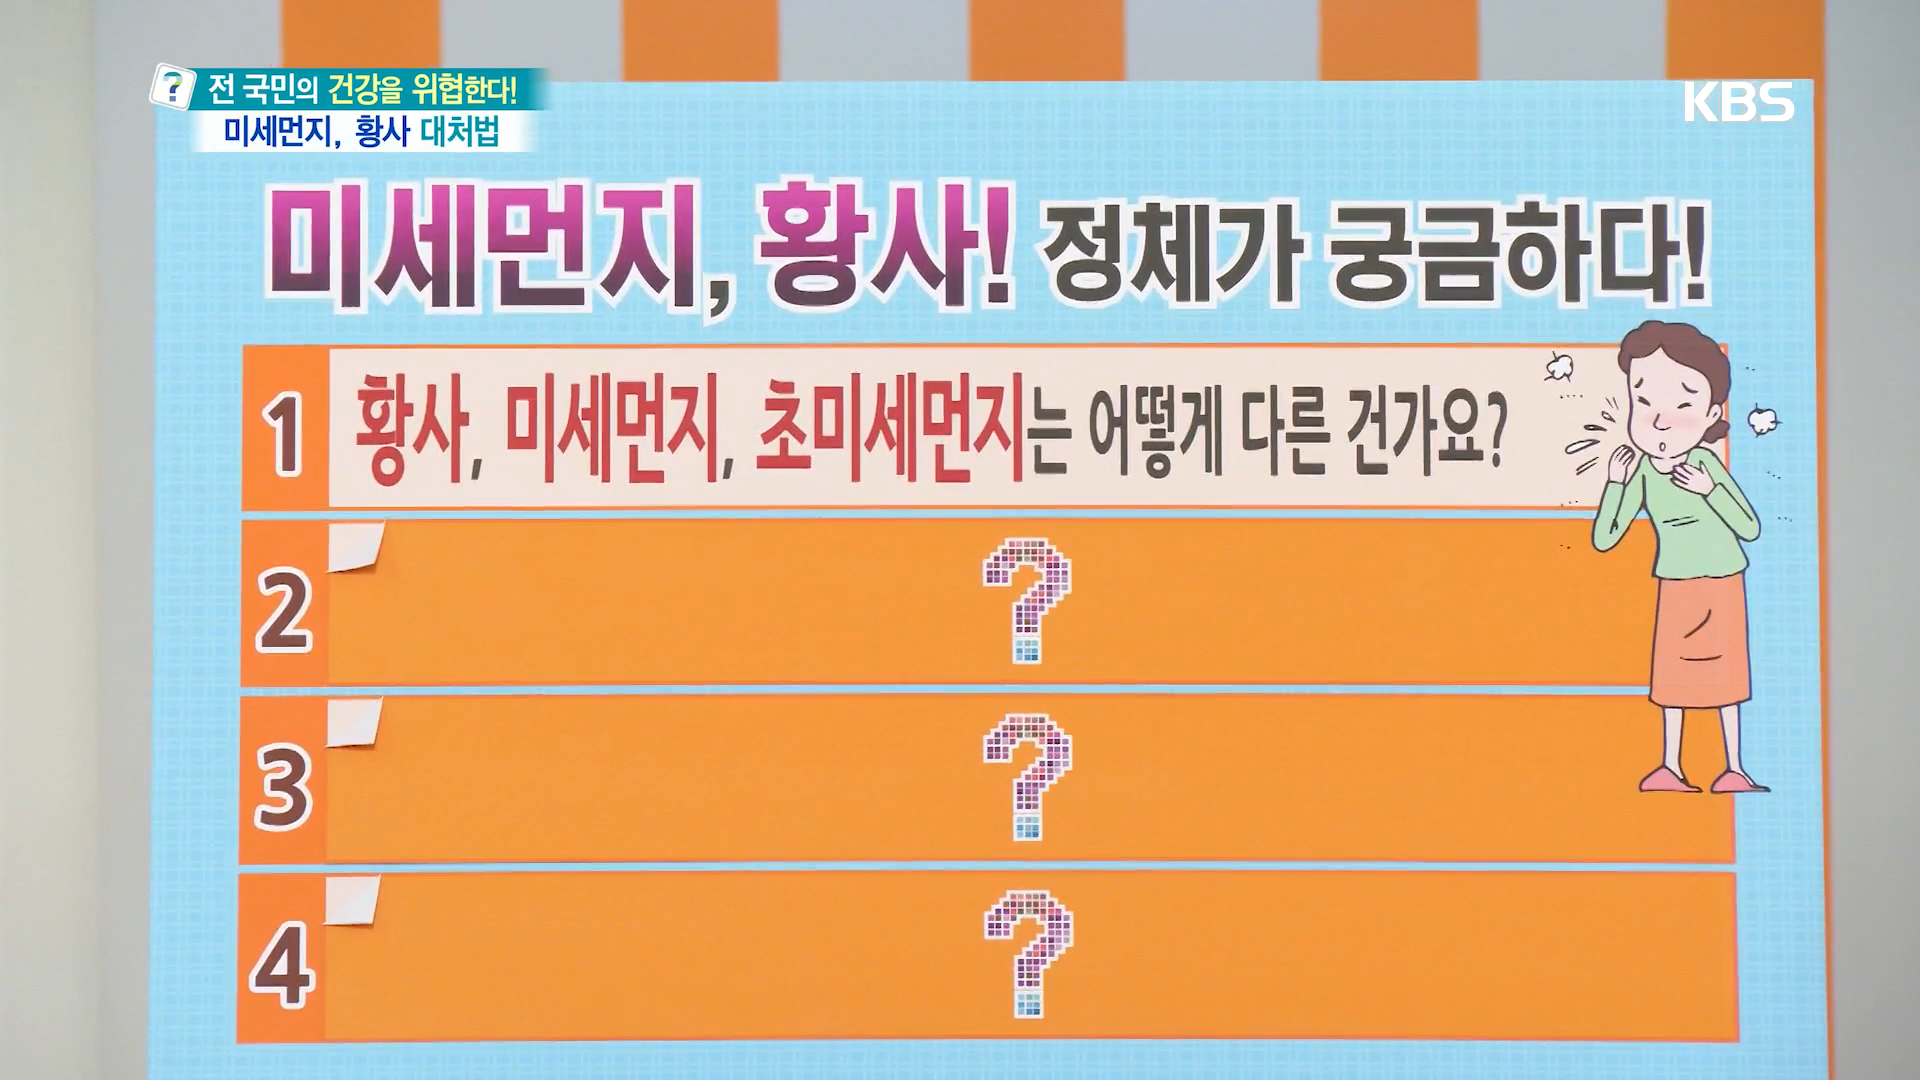 전 국민의 건강을 위협한다!
미세먼지, 황사 대처법
KBS
미세먼지, 황사! 정체가 궁금하다!
1 황사, 미세먼지, 초미세먼지는 어떻게 다른 건가요?
2 ?
3 ?
4 ?